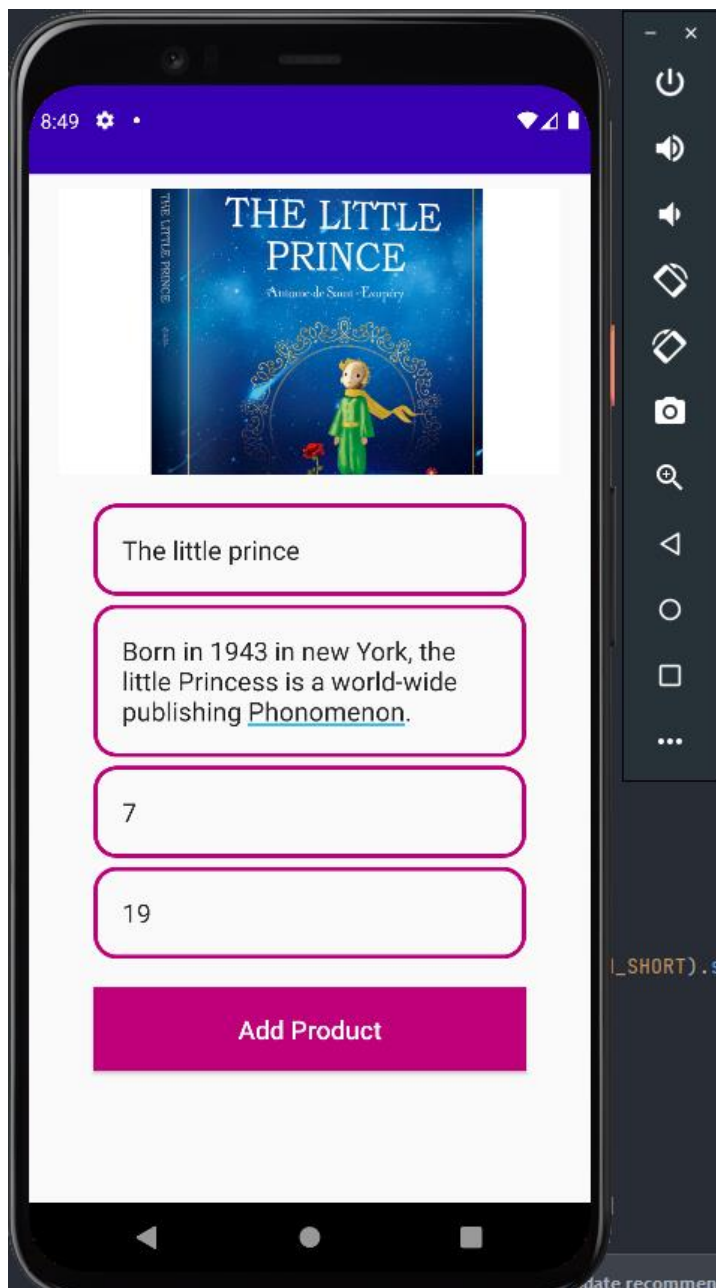 8:49
THE LITTLE PRINCE
THE LITTLE
PRINCE
Antoine de Saint-Exupéry
The little prince
Born in 1943 in new York, the
little Princess is a world-wide
publishing Phonomenon.
7
19
_SHORT).s
Add Product
date recommen